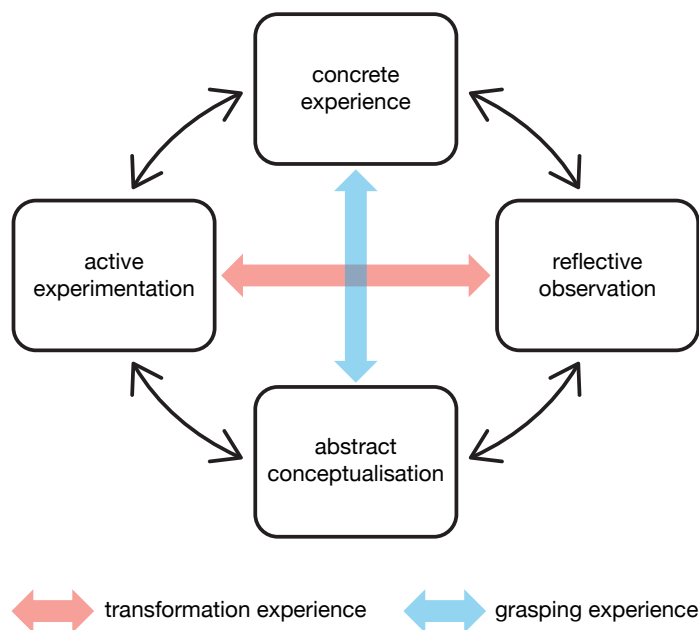 concrete
experience
active
experimentation
reflective
observation
abstract
conceptualisation
transformation experience
grasping experience